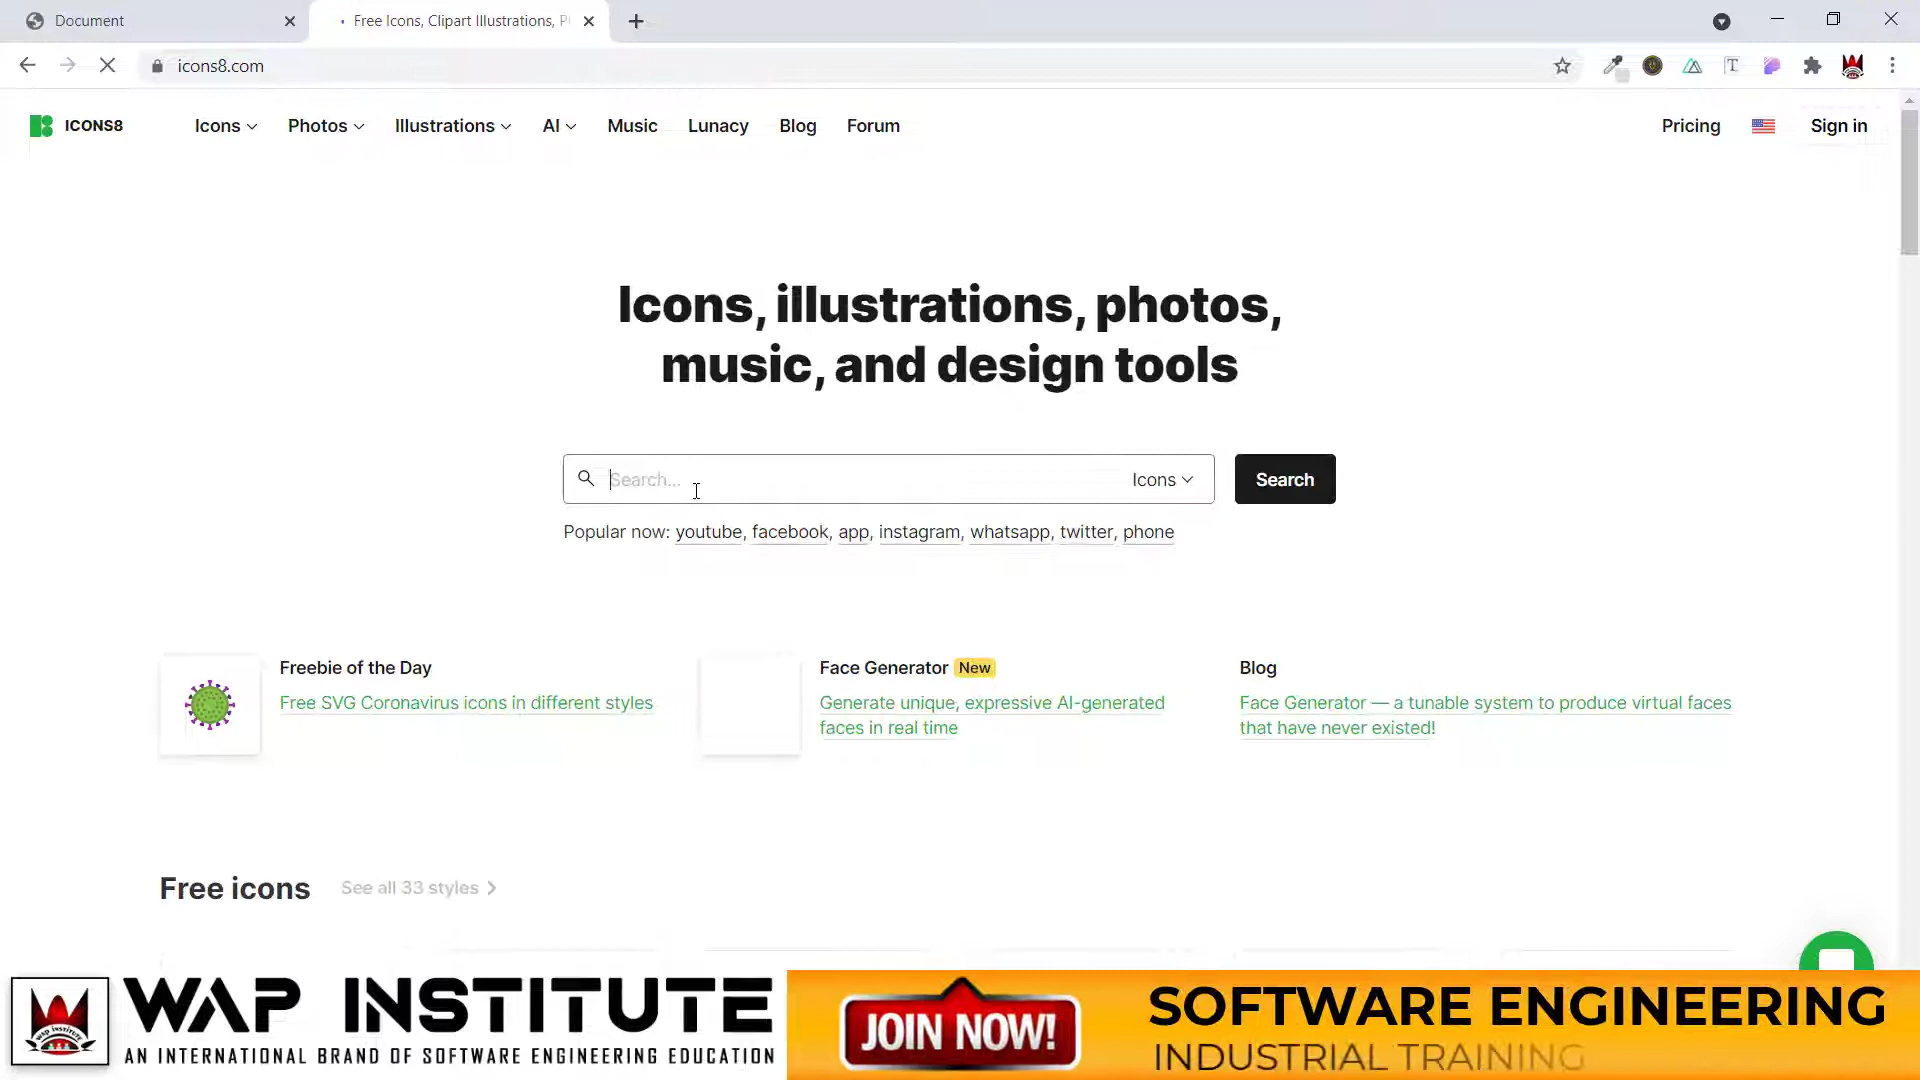 Document
Free Icons, Clipart Illustrations, P
icons8.com
ICONS8
Icons
Photos
Illustrations
AI
Music
Lunacy
Blog
Forum
Pricing
Sign in
Icons, illustrations, photos,
music, and design tools
Search...
Icons
Search
Popular now: youtube, facebook, app, instagram, whatsapp, twitter, phone
Freebie of the Day
Free SVG Coronavirus icons in different styles
Face Generator New
Generate unique, expressive AI-generated
faces in real time
Blog
Face Generator — a tunable system to produce virtual faces
that have never existed!
Free icons
See all 33 styles
WAP INSTITUTE
AN INTERNATIONAL BRAND OF SOFTWARE ENGINEERING EDUCATION
WAP INSTITUTE
JOIN NOW!
SOFTWARE ENGINEERING
INDUSTRIAL TRAINING